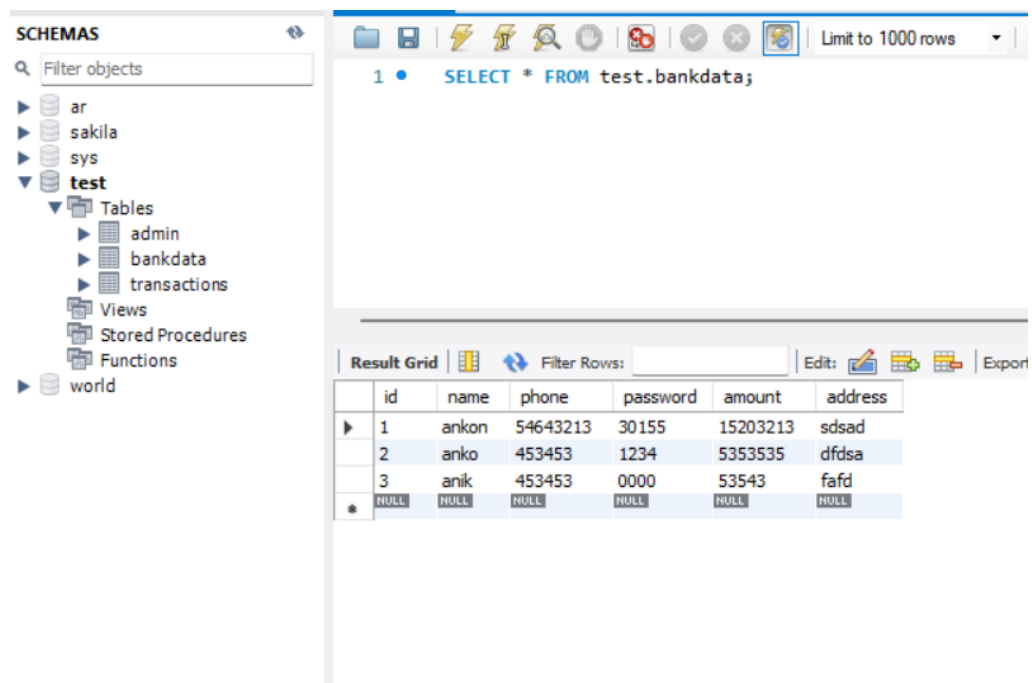 SCHEMAS
Filter objects
ar
sakila
sys
test
Tables
admin
bankdata
transactions
Views
Stored Procedures
Functions
world
Limit to 1000 rows
1 SELECT * FROM test.bankdata;
Result Grid Filter Rows: Edit: Export
id name phone password amount address
1 ankon 54643213 30155 15203213 sdsad
2 anko 453453 1234 5353535 dfdsa
3 anik 453453 0000 53543 fafd
NULL NULL NULL NULL NULL NULL